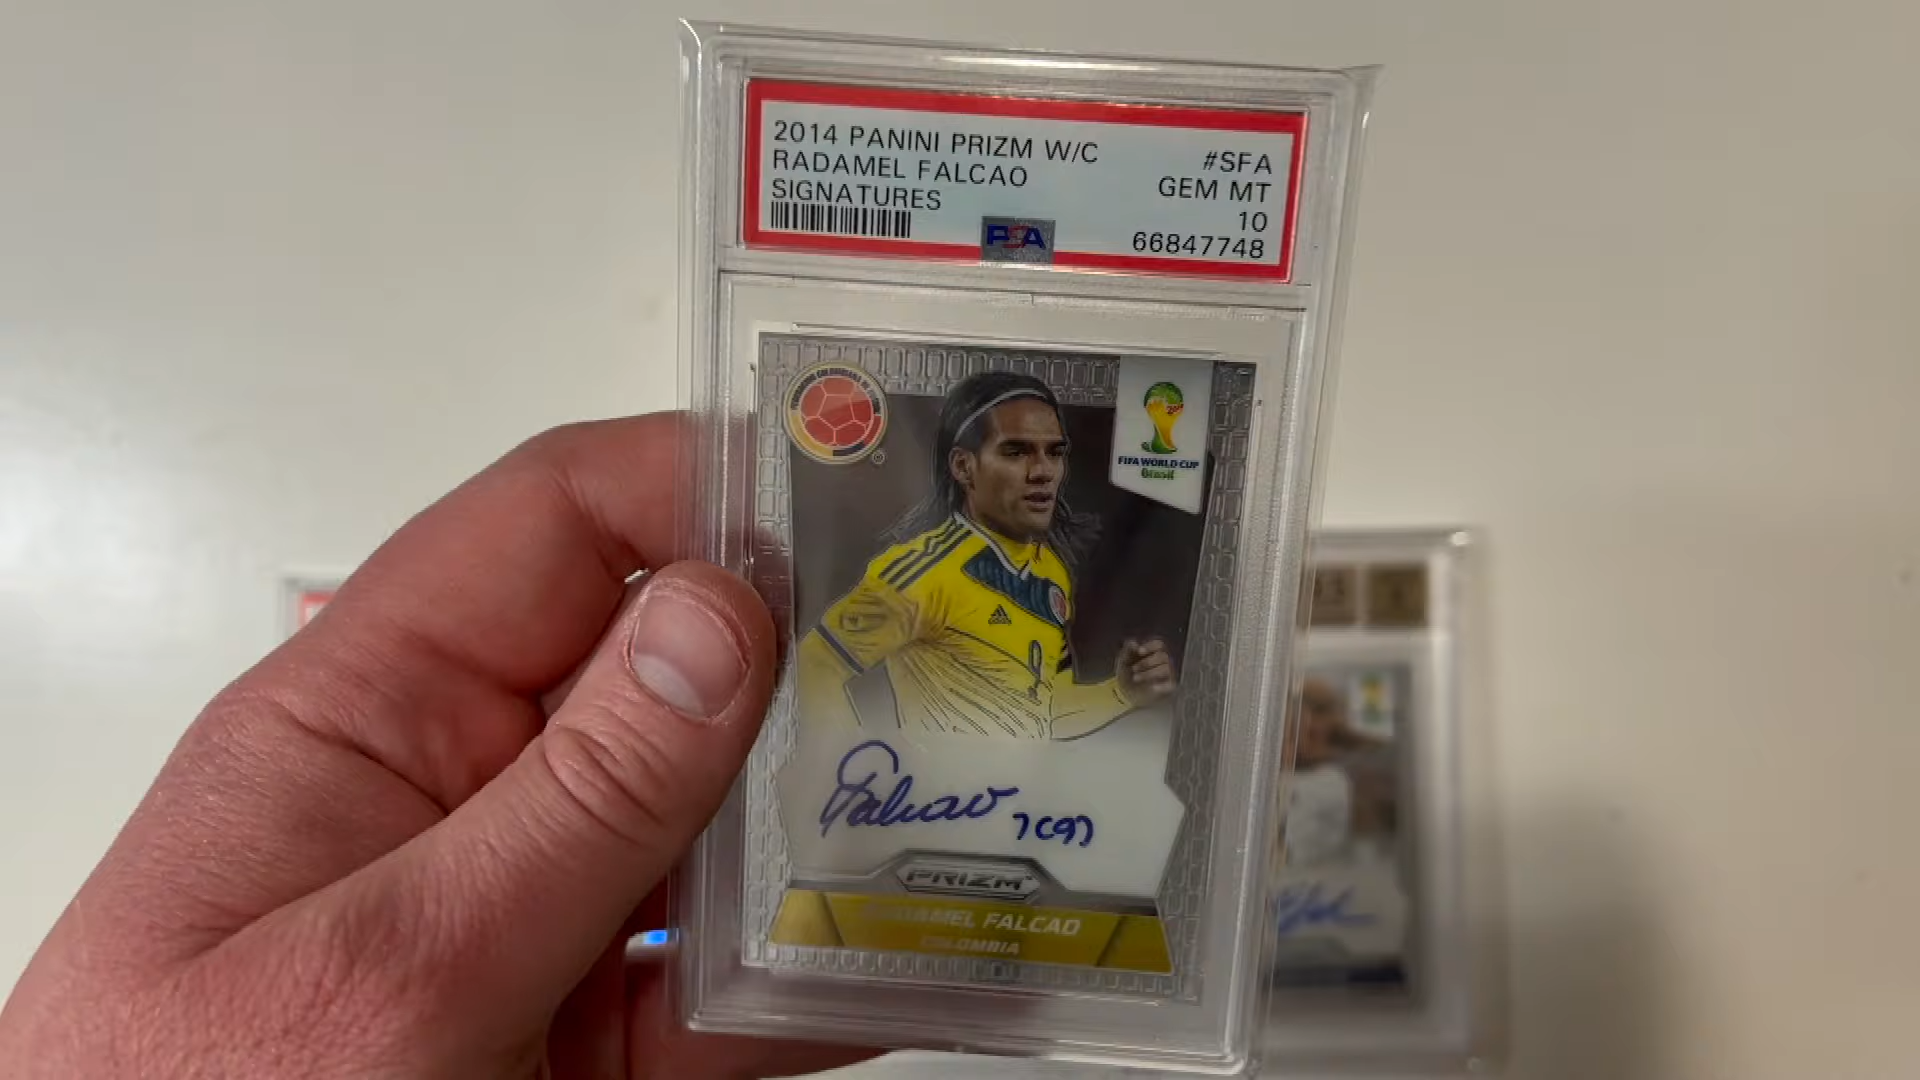 2014 PANINI PRIZM W/C
RADAMEL FALCAO
SIGNATURES
#SFA
GEM MT
10
66847748
PSA
FIFA WORLD CUP
Brasil
Falcao 7(9)
PRIZM
RADAMEL FALCAO
COLOMBIA